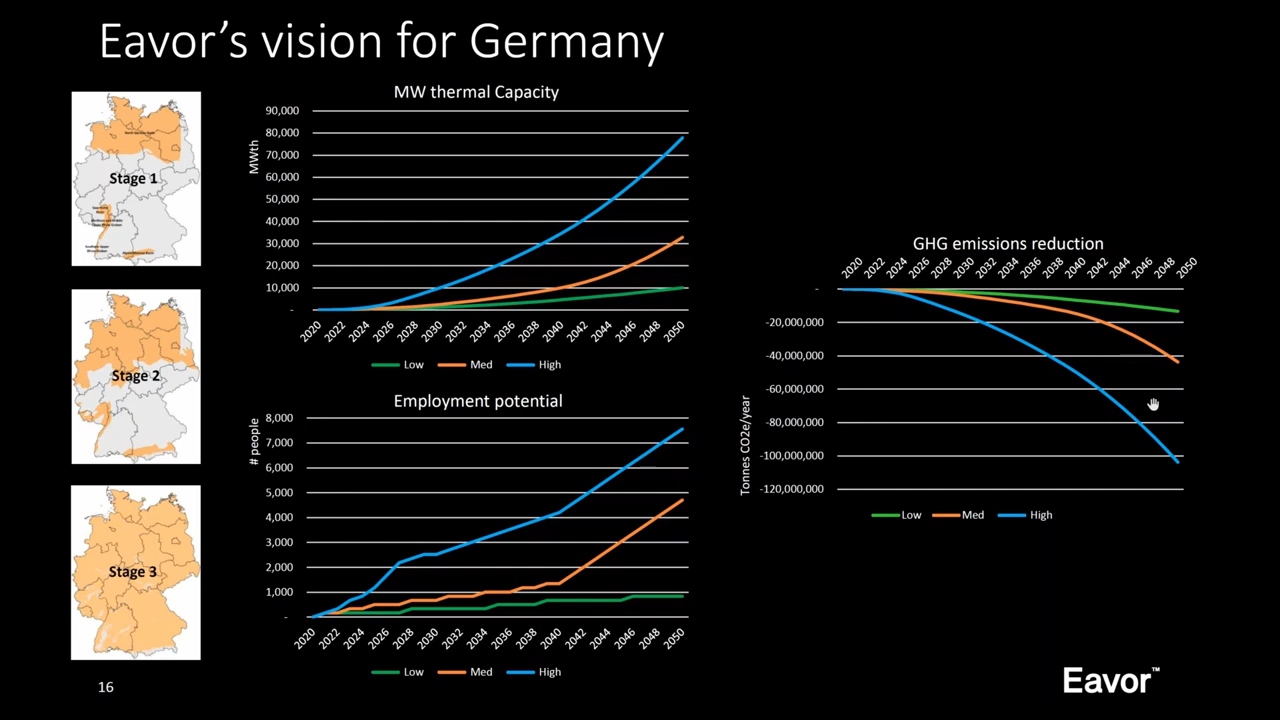 Eavor's vision for Germany
Stage 1
Stage 2
Stage 3
MW thermal Capacity
MWth
90,000
80,000
70,000
60,000
50,000
40,000
30,000
20,000
10,000
-
2020 2022 2024 2026 2028 2030 2032 2034 2036 2038 2040 2042 2044 2046 2048 2050
Low Med High
Employment potential
# people
8,000
7,000
6,000
5,000
4,000
3,000
2,000
1,000
-
2020 2022 2024 2026 2028 2030 2032 2034 2036 2038 2040 2042 2044 2046 2048 2050
Low Med High
GHG emissions reduction
2020 2022 2024 2026 2028 2030 2032 2034 2036 2038 2040 2042 2044 2046 2048 2050
Tonnes CO2e/year
-
-20,000,000
-40,000,000
-60,000,000
-80,000,000
-100,000,000
-120,000,000
Low Med High
16
Eavor™